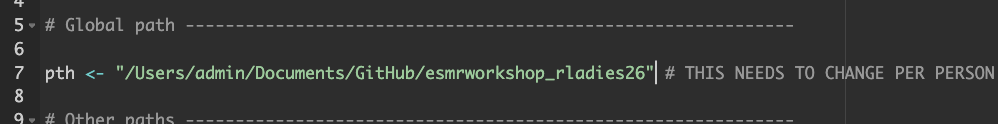 4
5 # Global path ----------------------------------------------------------
6
7 pth <- "/Users/admin/Documents/GitHub/esmrworkshop_rladies26" # THIS NEEDS TO CHANGE PER PERSON
8
9 # Other paths ----------------------------------------------------------